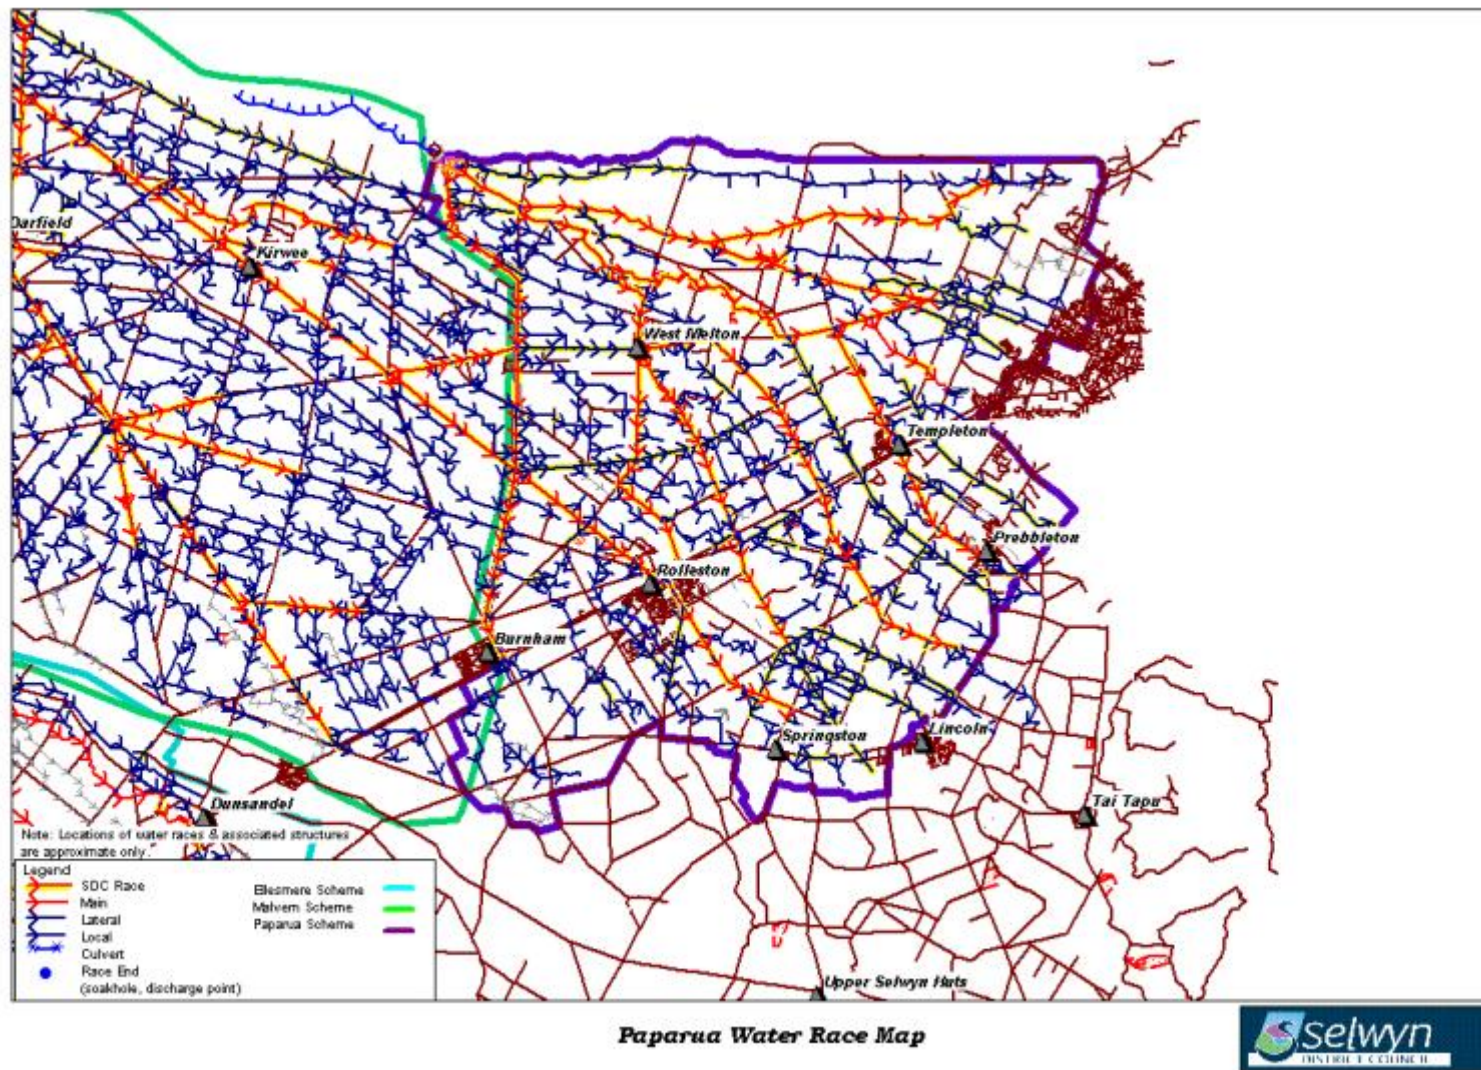 Darfield
Kirwee
West Melton
Templeton
Prebbleton
Rolleston
Burnham
Springston
Lincoln
Dunsandel
Tai Tapu
Upper Selwyn Huts
Note: Locations of water races & associated structures
are approximate only.
Legend
SDC Race
Main
Lateral
Local
Culvert
Race End
(soakhole, discharge point)
Ellesmere Scheme
Malvern Scheme
Paparua Scheme
Paparua Water Race Map
selwyn
DISTRICT COUNCIL